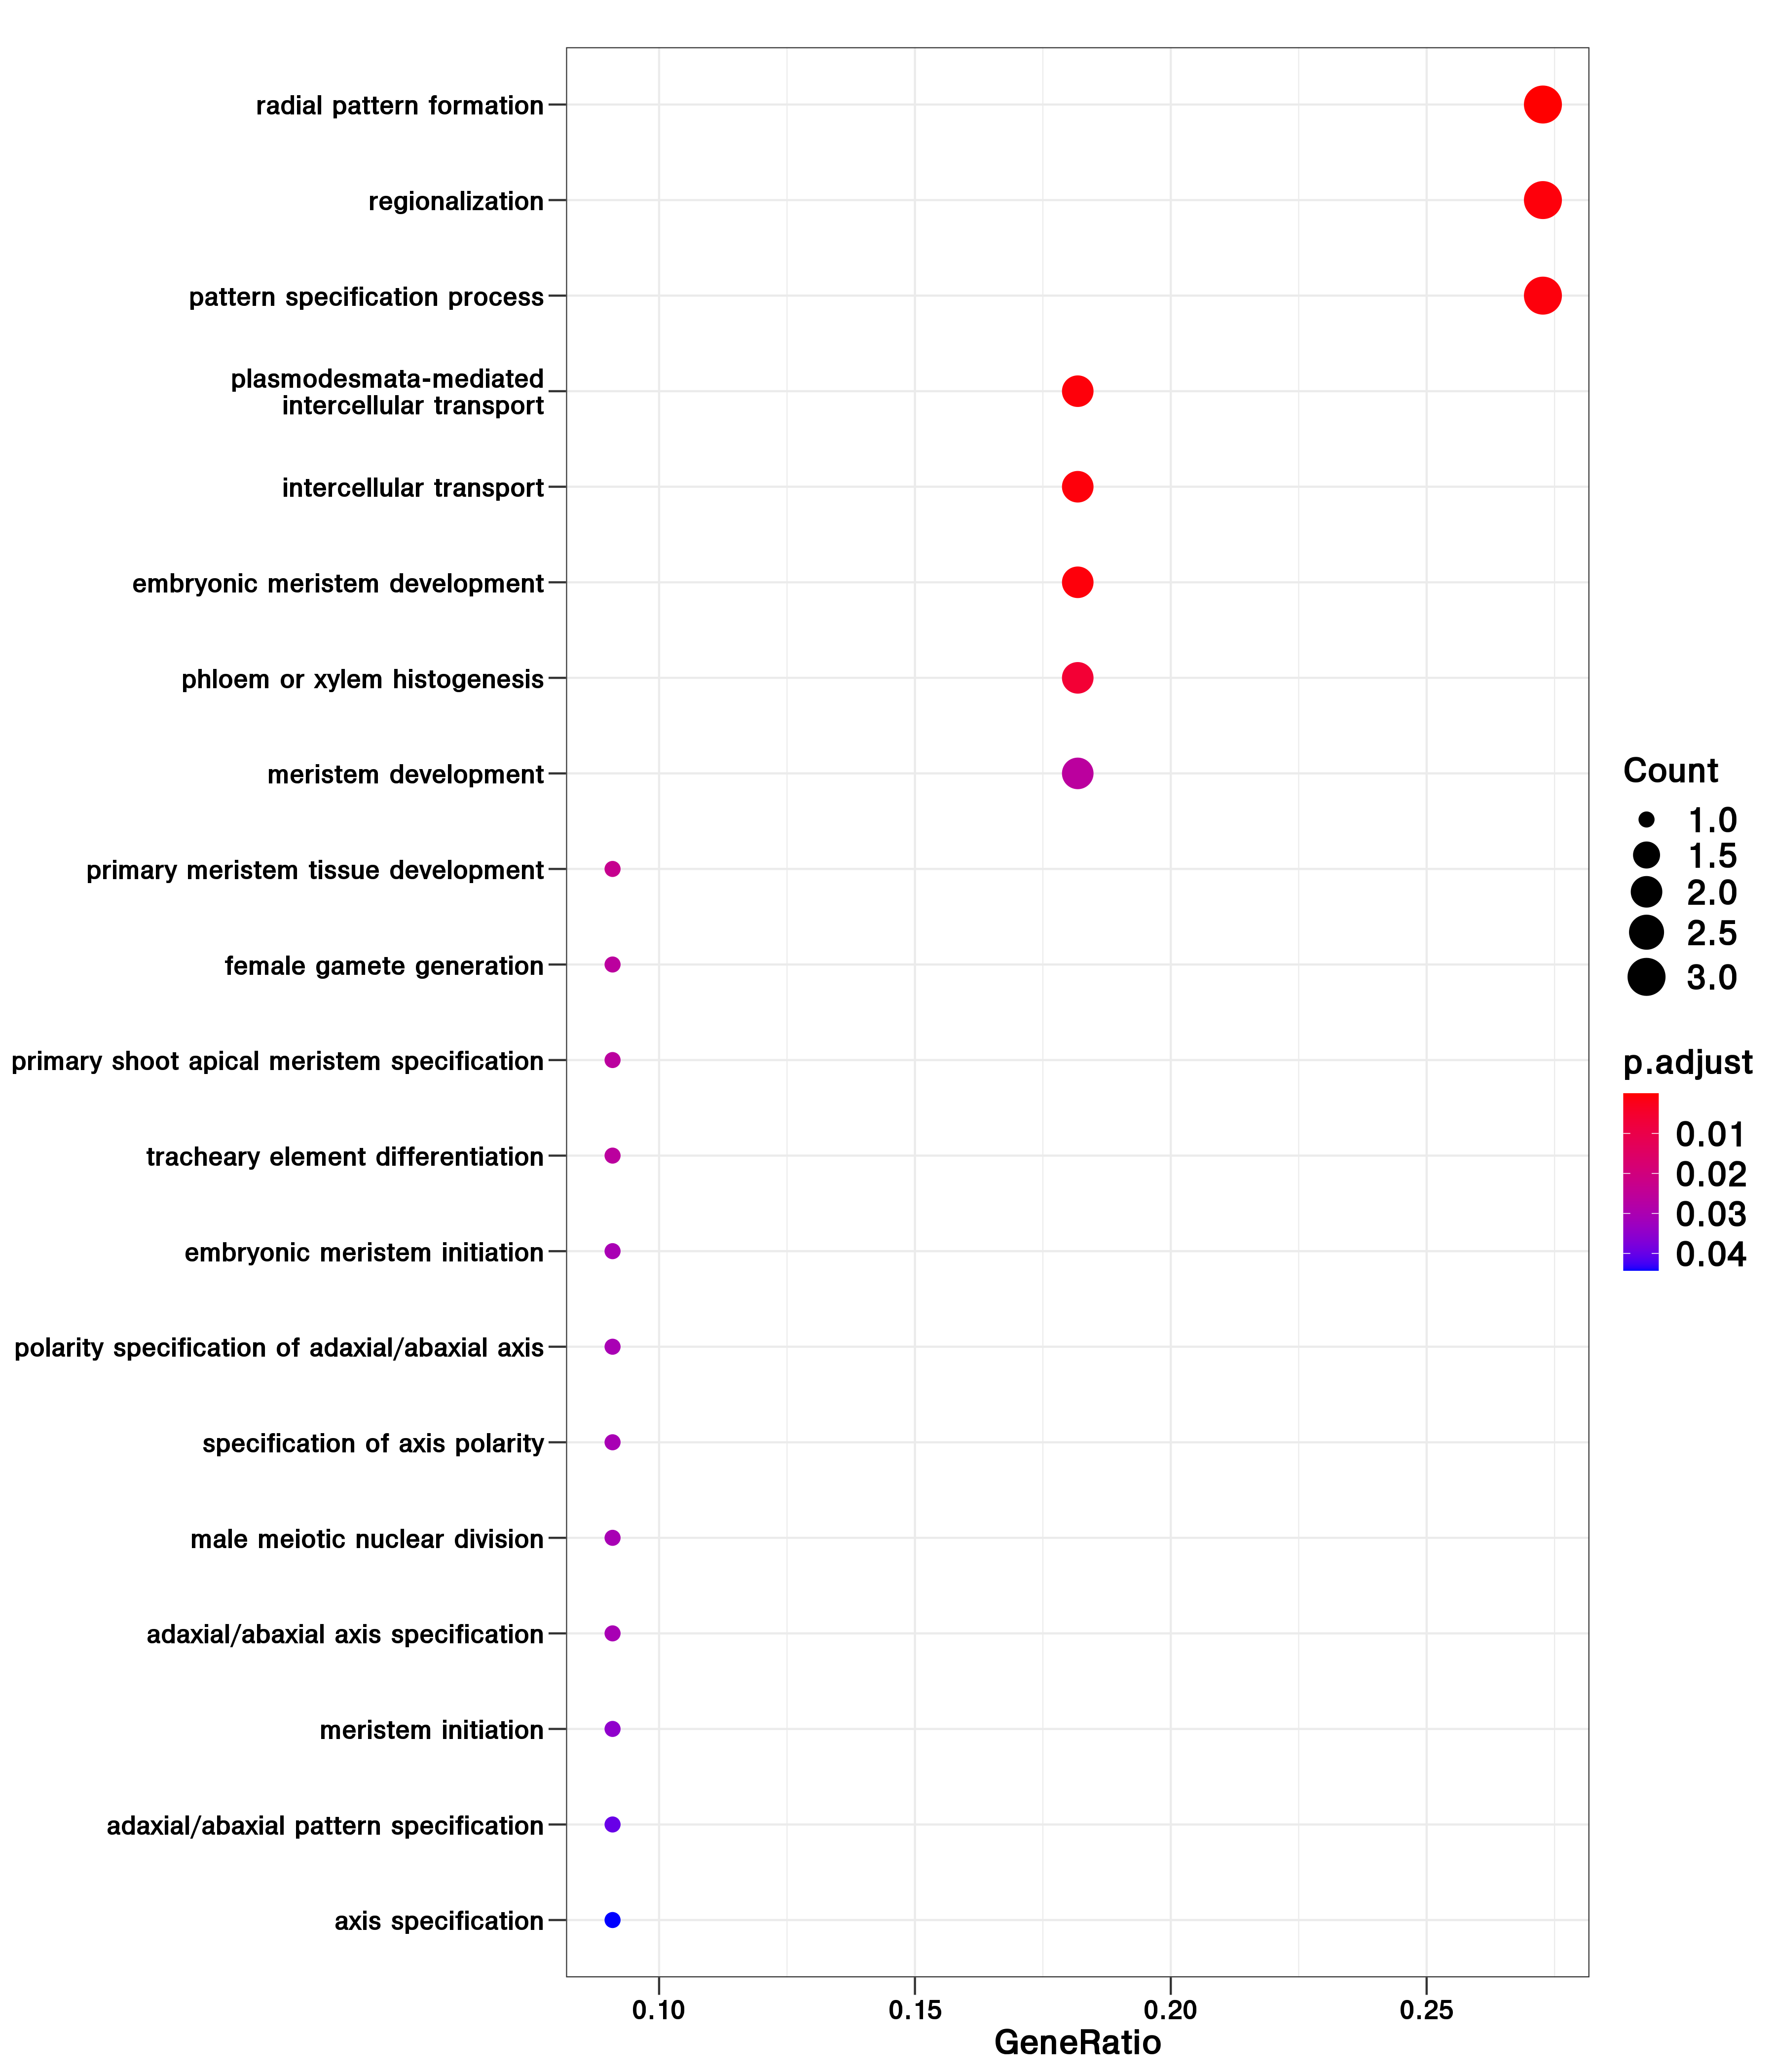 radial pattern formation
regionalization
pattern specification process
plasmodesmata-mediated
intercellular transport
intercellular transport
embryonic meristem development
phloem or xylem histogenesis
meristem development
primary meristem tissue development
female gamete generation
primary shoot apical meristem specification
tracheary element differentiation
embryonic meristem initiation
polarity specification of adaxial/abaxial axis
specification of axis polarity
male meiotic nuclear division
adaxial/abaxial axis specification
meristem initiation
adaxial/abaxial pattern specification
axis specification
0.10 0.15 0.20 0.25
GeneRatio
Count
1.0
1.5
2.0
2.5
3.0
p.adjust
0.01
0.02
0.03
0.04